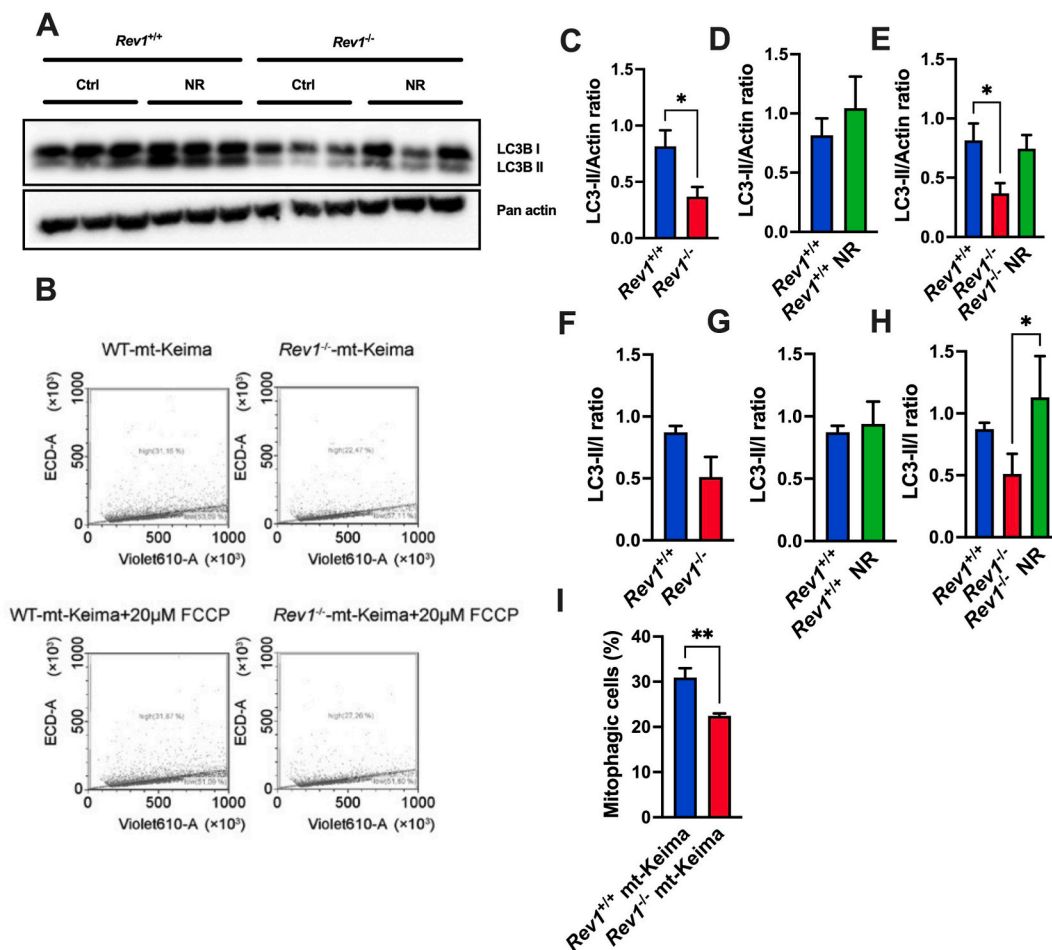 A
Rev1+/+ Rev1-/-
Ctrl NR Ctrl NR
LC3B I
LC3B II
Pan actin
B
WT-mt-Keima Rev1-/--mt-Keima
ECD-A (×10³)
1000
500
0
high(31,16 %)
0 500 1000
Violet610-A (×10³)
ECD-A (×10³)
1000
500
0
high(22,47 %)
0 500 1000
Violet610-A (×10³)
WT-mt-Keima+20μM FCCP Rev1-/--mt-Keima+20μM FCCP
ECD-A (×10³)
1000
500
0
high(31,87 %)
0 500 1000
Violet610-A (×10³)
ECD-A (×10³)
1000
500
0
high(27,26 %)
0 500 1000
Violet610-A (×10³)
C
LC3-II/Actin ratio
1.5
1.0
0.5
0.0
*
Rev1+/+
Rev1-/-
D
LC3-II/Actin ratio
1.5
1.0
0.5
0.0
Rev1+/+
Rev1+/+ NR
E
LC3-II/Actin ratio
1.5
1.0
0.5
0.0
*
Rev1+/+
Rev1-/-
Rev1-/- NR
F
LC3-II/I ratio
1.5
1.0
0.5
0.0
Rev1+/+
Rev1-/-
G
LC3-II/I ratio
1.5
1.0
0.5
0.0
Rev1+/+
Rev1+/+ NR
H
LC3-II/I ratio
1.5
1.0
0.5
0.0
*
Rev1+/+
Rev1-/-
Rev1-/- NR
I
Mitophagic cells (%)
40
30
20
10
0
**
Rev1+/+ mt-Keima
Rev1-/- mt-Keima